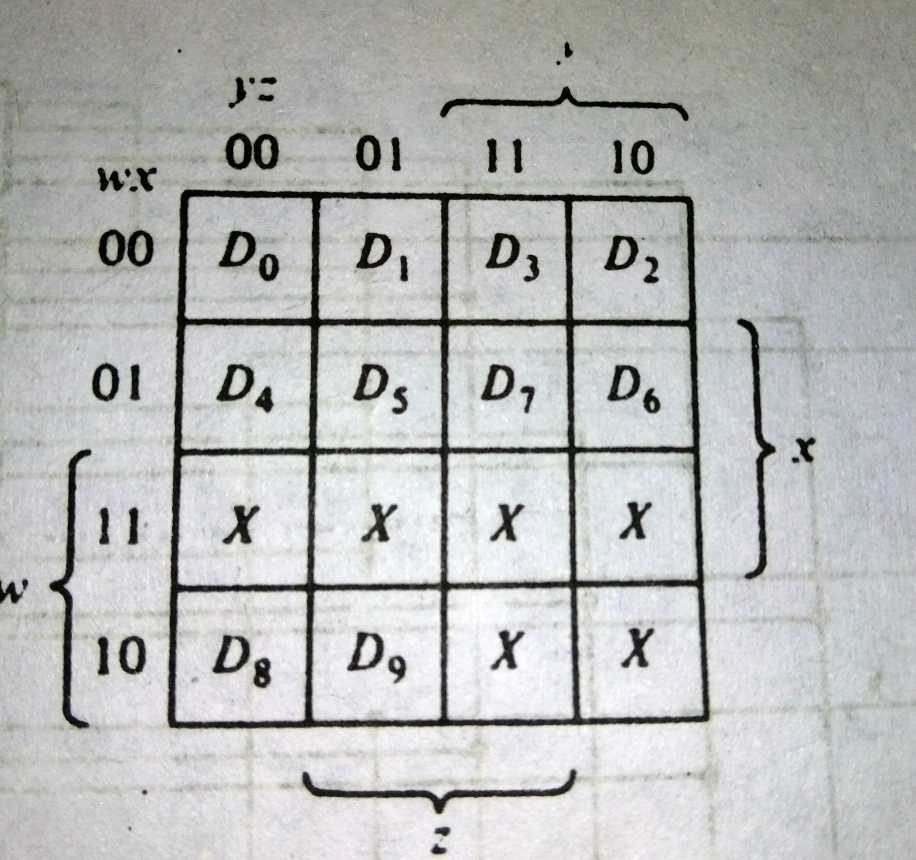 yz
00 01 11 10
wx
00 D₀ D₁ D₃ D₂
01 D₄ D₅ D₇ D₆
x
11 X X X X
w
10 D₈ D₉ X X
z